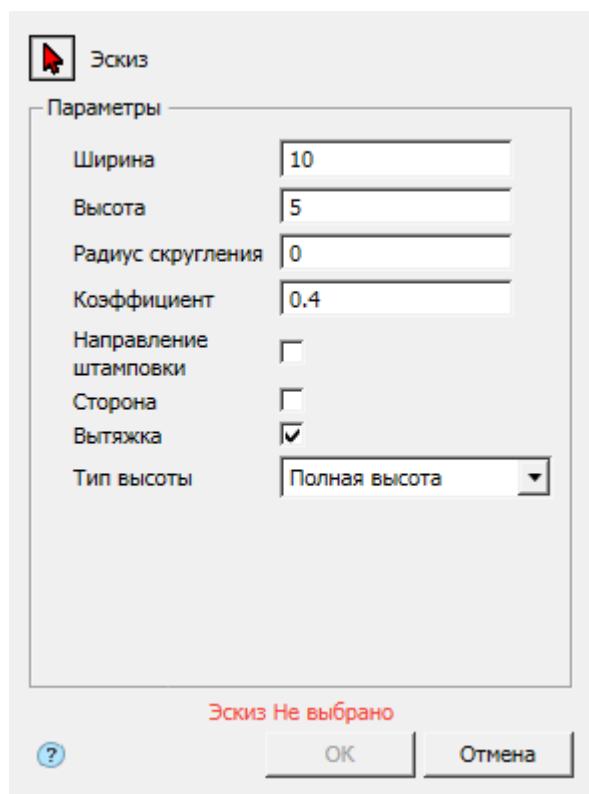 Эскиз
Параметры
Ширина 10
Высота 5
Радиус скругления 0
Коэффициент 0.4
Направление
штамповки
Сторона
Вытяжка
Тип высоты Полная высота
Эскиз Не выбрано
? OK Отмена